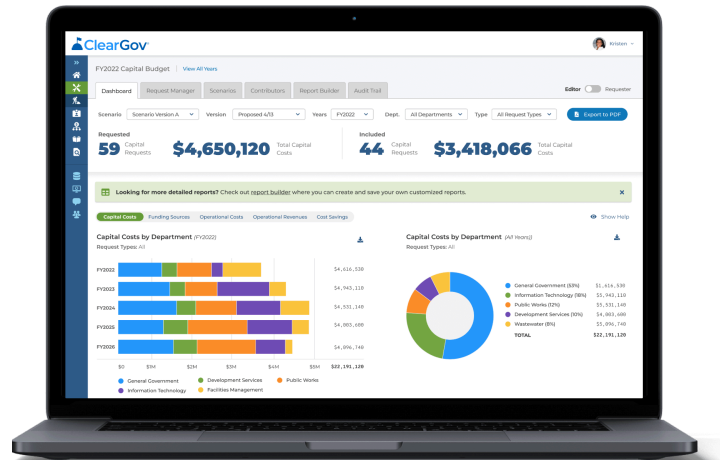 ClearGov
Kristen
FY2022 Capital Budget | View All Years
Dashboard Request Manager Scenarios Contributors Report Builder Audit Trail Editor Requester
Scenario Scenario Version A Version Proposed 4/13 Years FY2022 Dept. All Departments Type All Request Types Export to PDF
Requested Included
59 Capital Requests $4,650,120 Total Capital Costs 44 Capital Requests $3,418,066 Total Capital Costs
Looking for more detailed reports? Check out report builder where you can create and save your own customized reports.
Capital Costs Funding Sources Operational Costs Operational Revenues Cost Savings Show Help
Capital Costs by Department (FY2022)
Request Types: All
FY2022 $4,616,530
FY2023 $4,943,110
FY2024 $4,531,140
FY2025 $4,003,600
FY2026 $4,096,740
$0 $1M $2M $3M $4M $5M $22,191,120
General Government Development Services Public Works
Information Technology Facilities Management
Capital Costs by Department (All Years))
Request Types: All
General Government (53%) $1,616,530
Information Technology (18%) $5,943,110
Public Works (12%) $5,531,140
Development Services (10%) $4,003,600
Wastewater (8%) $5,096,740
TOTAL $22,191,120